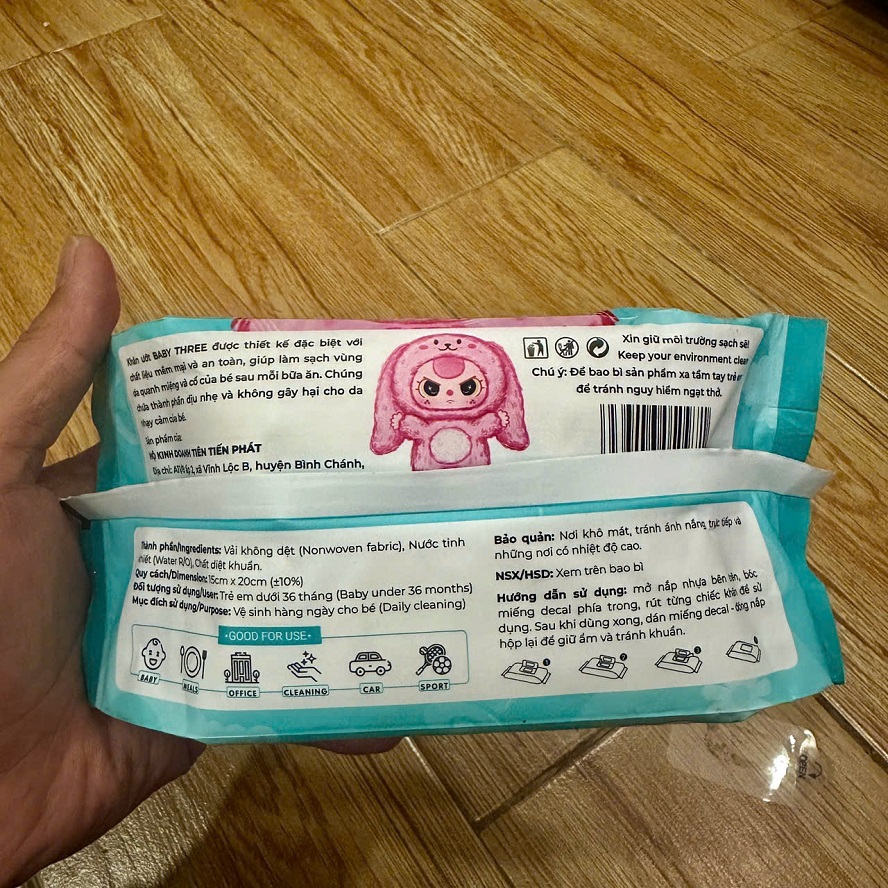 Khăn ướt BABY THREE được thiết kế đặc biệt với
chất liệu mềm mại và an toàn, giúp làm sạch vùng
da quanh miệng và cổ của bé sau mỗi bữa ăn. Chúng
chứa thành phần dịu nhẹ và không gây hại cho da
nhạy cảm của bé.
Sản phẩm của:
HỘ KINH DOANH TIÊN TIẾN PHÁT
Địa chỉ: ấp 2, xã Vĩnh Lộc B, huyện Bình Chánh,
Xin giữ môi trường sạch sẽ!
Keep your environment clean
Chú ý: Để bao bì sản phẩm xa tầm tay trẻ em
để tránh nguy hiểm ngạt thở.
Thành phần/Ingredients: Vải không dệt (Nonwoven fabric), Nước tinh
khiết (Water R/O), Chất diệt khuẩn.
Quy cách/Dimension: 15cm x 20cm (±10%)
Đối tượng sử dụng/User: Trẻ em dưới 36 tháng (Baby under 36 months)
Mục đích sử dụng/Purpose: Vệ sinh hàng ngày cho bé (Daily cleaning)
•GOOD FOR USE•
BABY
MEALS
OFFICE
CLEANING
CAR
SPORT
Bảo quản: Nơi khô mát, tránh ánh nắng trực tiếp và
những nơi có nhiệt độ cao.
NSX/HSD: Xem trên bao bì
Hướng dẫn sử dụng: mở nắp nhựa bên trên, bóc
miếng decal phía trong, rút từng chiếc khăn để sử
dụng. Sau khi dùng xong, dán miếng decal - đóng nắp
hộp lại để giữ ẩm và tránh khuẩn.
1
2
3
OPEN